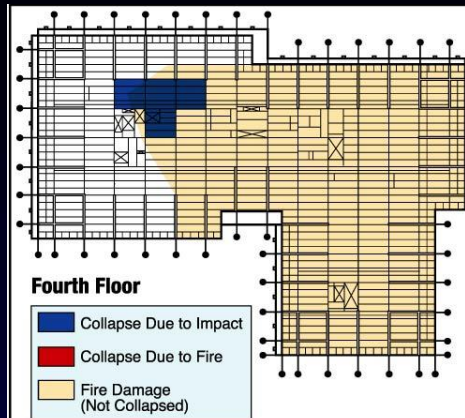 Fourth Floor
Collapse Due to Impact
Collapse Due to Fire
Fire Damage
(Not Collapsed)